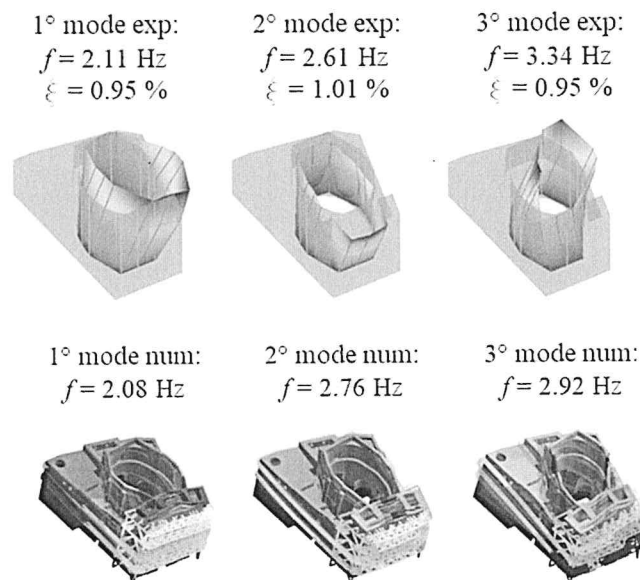 1° mode exp: 2° mode exp: 3° mode exp:
f = 2.11 Hz f = 2.61 Hz f = 3.34 Hz
ξ = 0.95 % ξ = 1.01 % ξ = 0.95 %
1° mode num: 2° mode num: 3° mode num:
f = 2.08 Hz f = 2.76 Hz f = 2.92 Hz